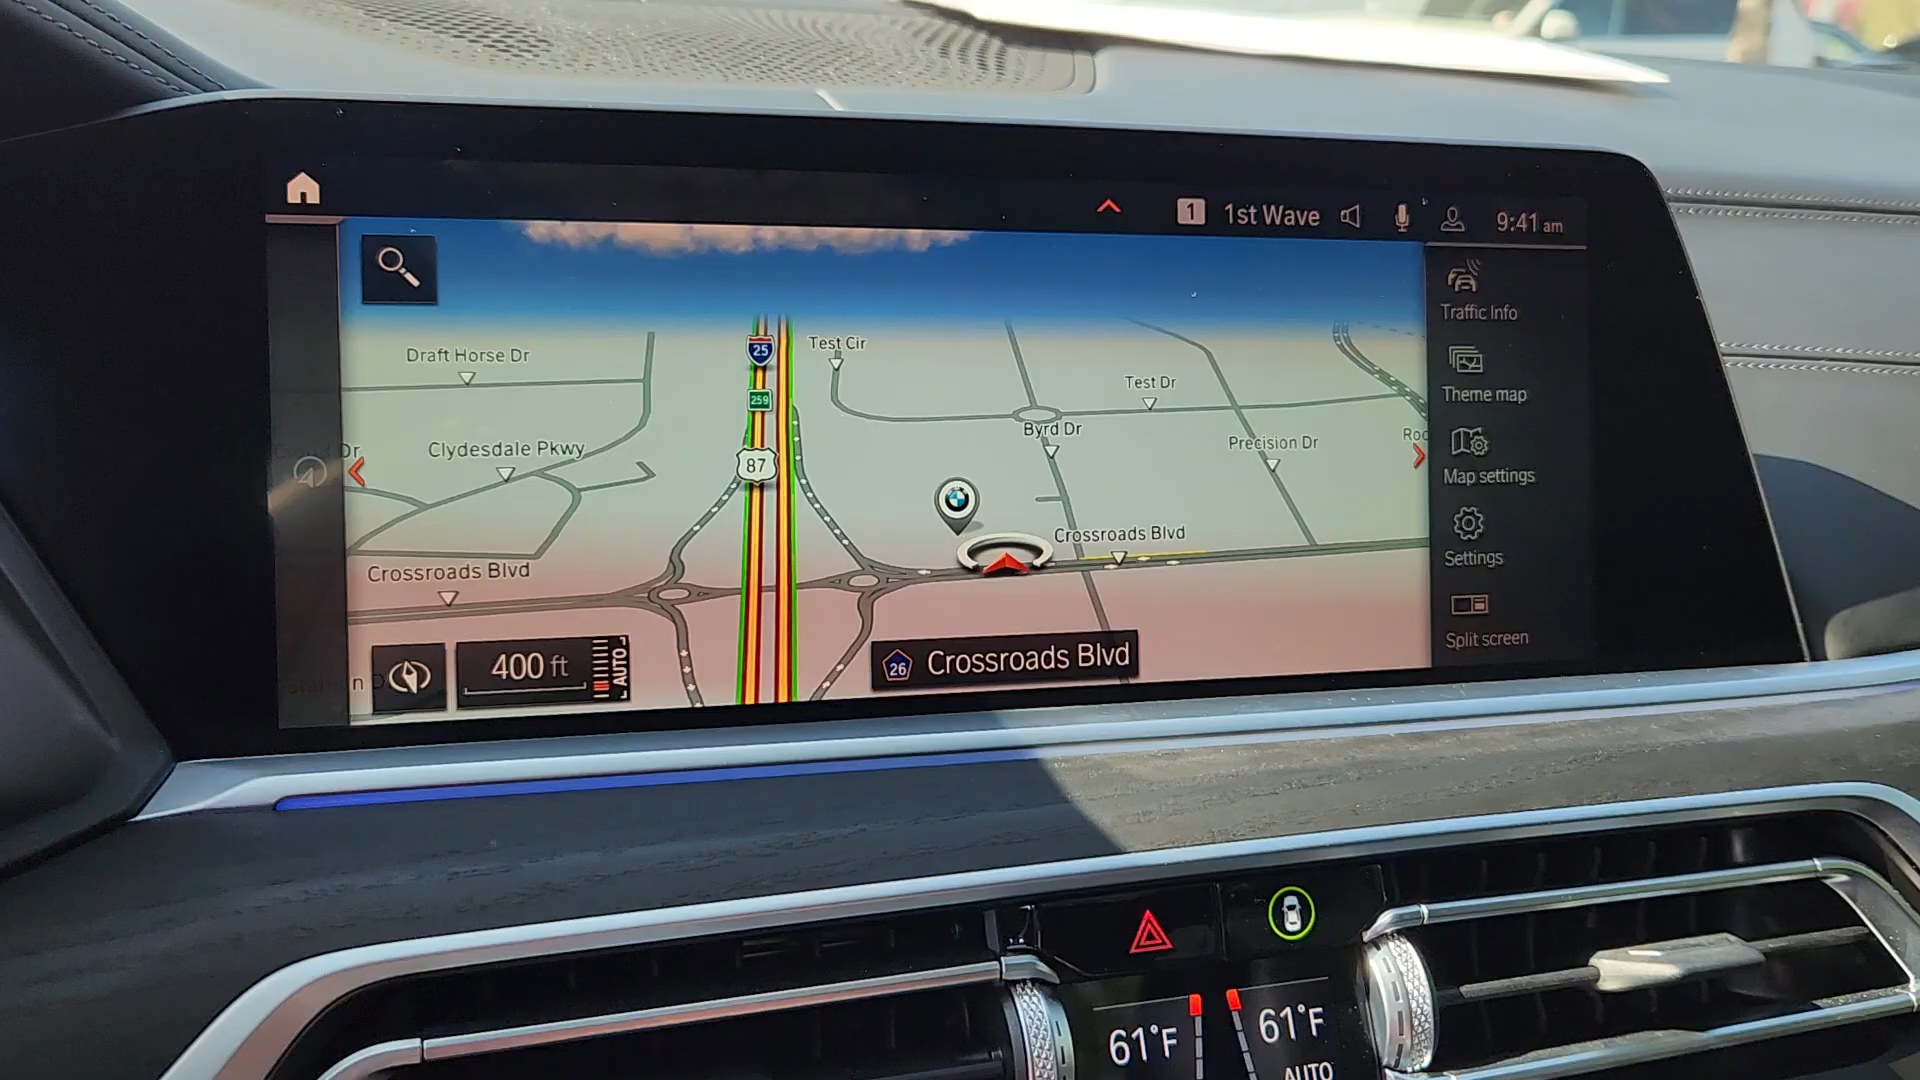 1 1st Wave 9:41 am
Traffic Info
Theme map
Map settings
Settings
Split screen
25
259
87
Test Cir
Draft Horse Dr
Test Dr
Byrd Dr
Clydesdale Pkwy
Precision Dr
Dr
Crossroads Blvd
Crossroads Blvd
400 ft AUTO
26 Crossroads Blvd
61°F 61°F
AUTO